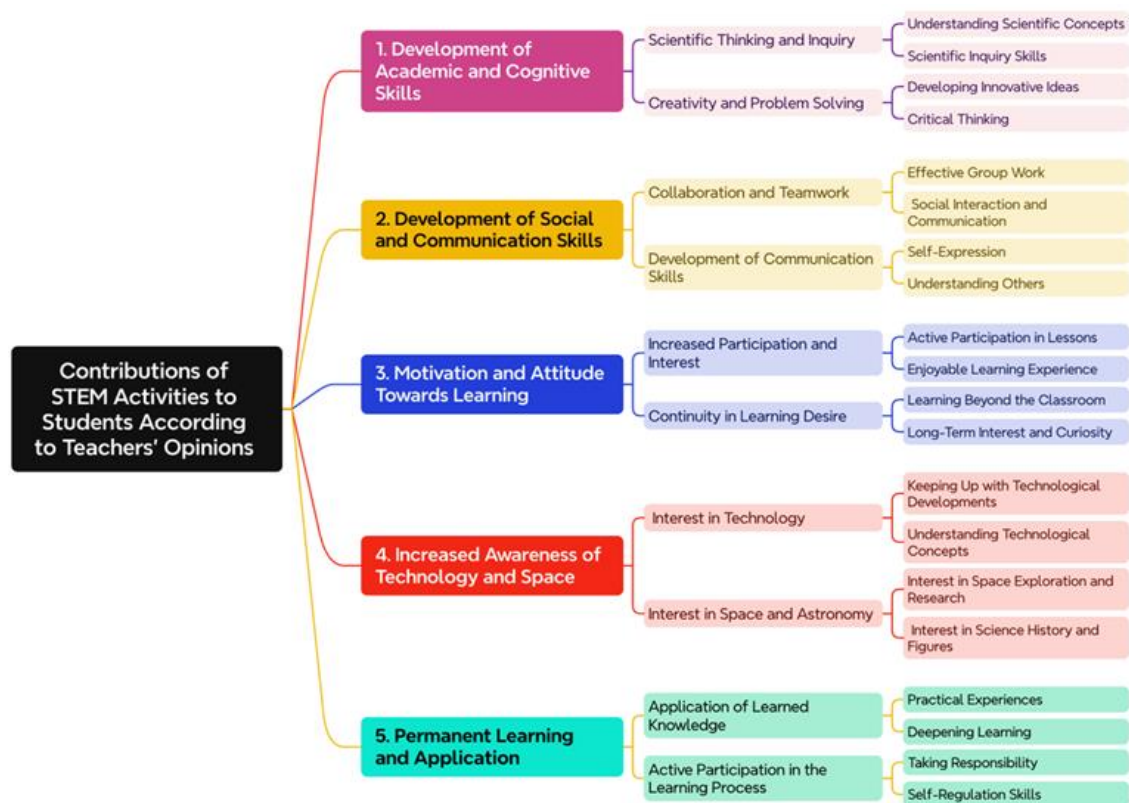 Contributions of
STEM Activities to
Students According
to Teachers' Opinions
1. Development of
Academic and Cognitive
Skills
Scientific Thinking and Inquiry
Understanding Scientific Concepts
Scientific Inquiry Skills
Creativity and Problem Solving
Developing Innovative Ideas
Critical Thinking
2. Development of Social
and Communication Skills
Collaboration and Teamwork
Effective Group Work
Social Interaction and
Communication
Development of Communication
Skills
Self-Expression
Understanding Others
3. Motivation and Attitude
Towards Learning
Increased Participation and
Interest
Active Participation in Lessons
Enjoyable Learning Experience
Continuity in Learning Desire
Learning Beyond the Classroom
Long-Term Interest and Curiosity
4. Increased Awareness of
Technology and Space
Interest in Technology
Keeping Up with Technological
Developments
Understanding Technological
Concepts
Interest in Space and Astronomy
Interest in Space Exploration and
Research
Interest in Science History and
Figures
5. Permanent Learning
and Application
Application of Learned
Knowledge
Practical Experiences
Deepening Learning
Active Participation in the
Learning Process
Taking Responsibility
Self-Regulation Skills